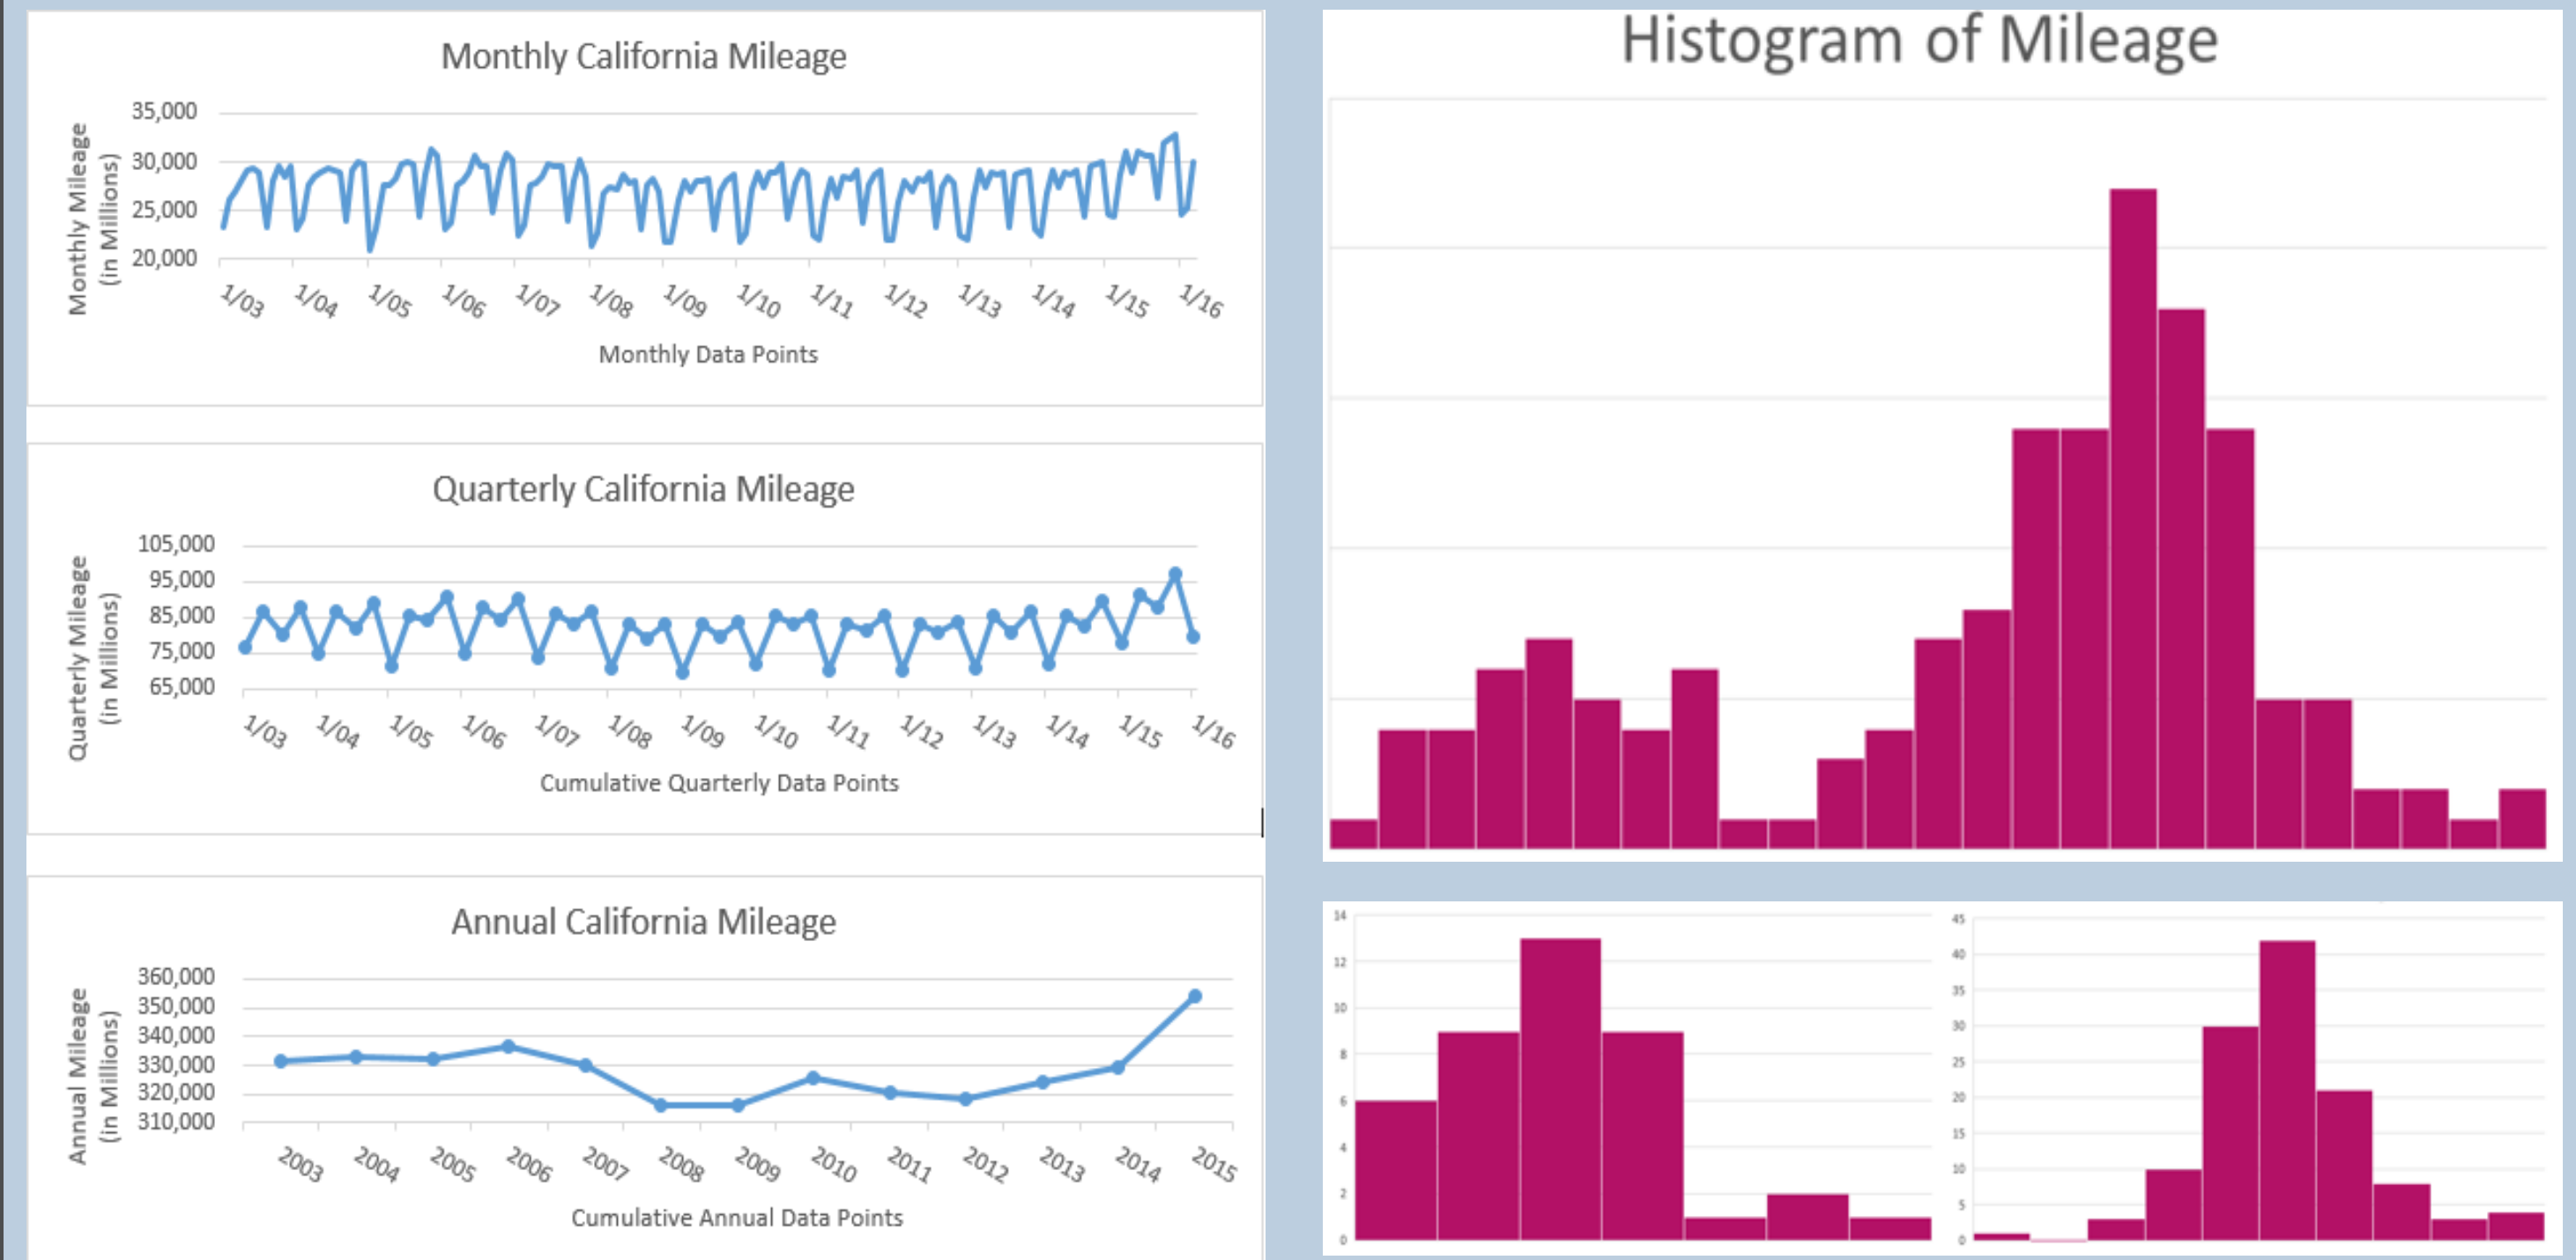 Monthly California Mileage
Monthly Mileage
(in Millions)
35,000
30,000
25,000
20,000
1/03 1/04 1/05 1/06 1/07 1/08 1/09 1/10 1/11 1/12 1/13 1/14 1/15 1/16
Monthly Data Points
Quarterly California Mileage
Quarterly Mileage
(in Millions)
105,000
95,000
85,000
75,000
65,000
1/03 1/04 1/05 1/06 1/07 1/08 1/09 1/10 1/11 1/12 1/13 1/14 1/15 1/16
Cumulative Quarterly Data Points
Annual California Mileage
Annual Mileage
(in Millions)
360,000
350,000
340,000
330,000
320,000
310,000
2003 2004 2005 2006 2007 2008 2009 2010 2011 2012 2013 2014 2015
Cumulative Annual Data Points
Histogram of Mileage
14
12
10
8
6
4
2
0
45
40
35
30
25
20
15
10
5
0